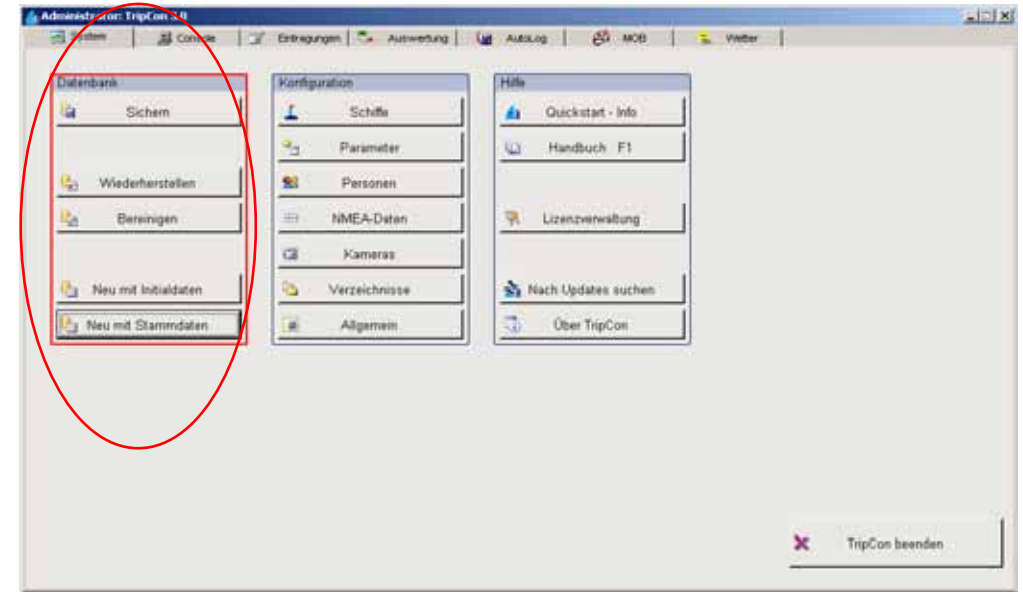 Administrator: TripCon 3.0
System Console Eintragungen Auswertung AutoLog MOB Wetter
Datenbank
Sichern
Wiederherstellen
Bereinigen
Neu mit Initialdaten
Neu mit Stammdaten
Konfiguration
Schiffe
Parameter
Personen
NMEA-Daten
Kameras
Verzeichnisse
Allgemein
Hilfe
Quickstart - Info
Handbuch F1
Lizenzverwaltung
Nach Updates suchen
Über TripCon
TripCon beenden